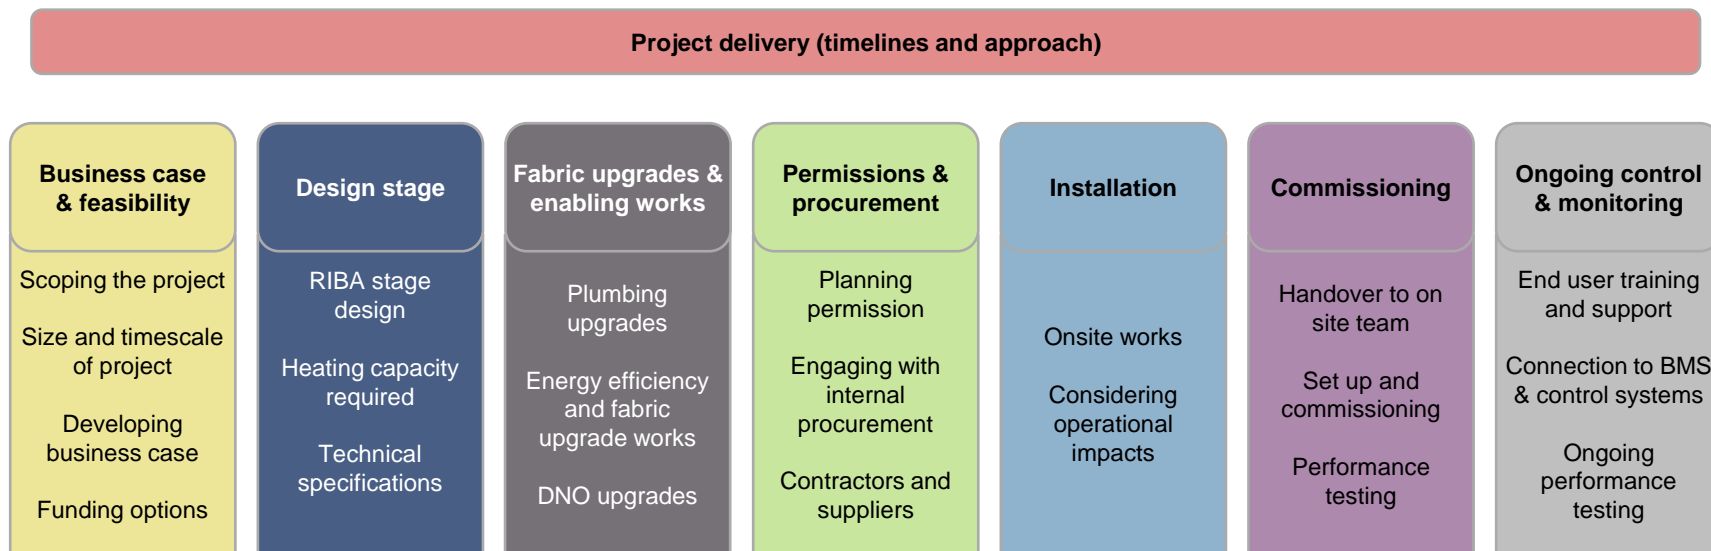 Project delivery (timelines and approach)
Business case
& feasibility
Scoping the project
Size and timescale
of project
Developing
business case
Funding options
Design stage
RIBA stage
design
Heating capacity
required
Technical
specifications
Fabric upgrades &
enabling works
Plumbing
upgrades
Energy efficiency
and fabric
upgrade works
DNO upgrades
Permissions &
procurement
Planning
permission
Engaging with
internal
procurement
Contractors and
suppliers
Installation
Onsite works
Considering
operational
impacts
Commissioning
Handover to on
site team
Set up and
commissioning
Performance
testing
Ongoing control
& monitoring
End user training
and support
Connection to BMS
& control systems
Ongoing
performance
testing